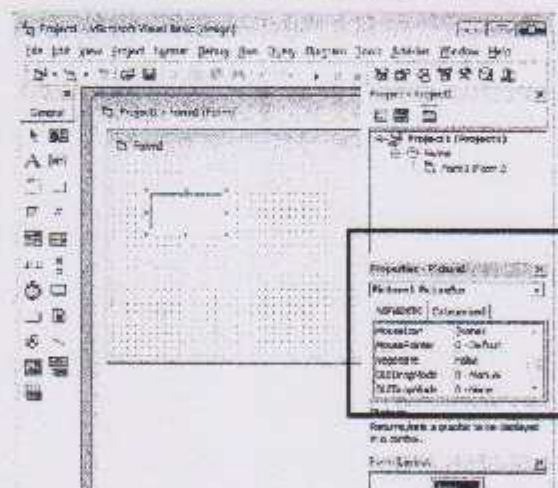 Project1 - Microsoft Visual Basic [design]
File Edit View Project Format Debug Run Query Diagram Tools Add-Ins Window Help
Project - Project1
General
Project1 - Form1 (Form)
Form1
Project1 (Project1)
Form1 (Form1)
Properties - Picture1
Picture1 PictureBox
Alphabetic Categorized
MouseIcon (None)
MousePointer 0 - Default
Negotiate False
OLEDragMode 0 - Manual
OLEDropMode 0 - None
Returns/sets a graphic to be displayed
in a control.
Form Layout